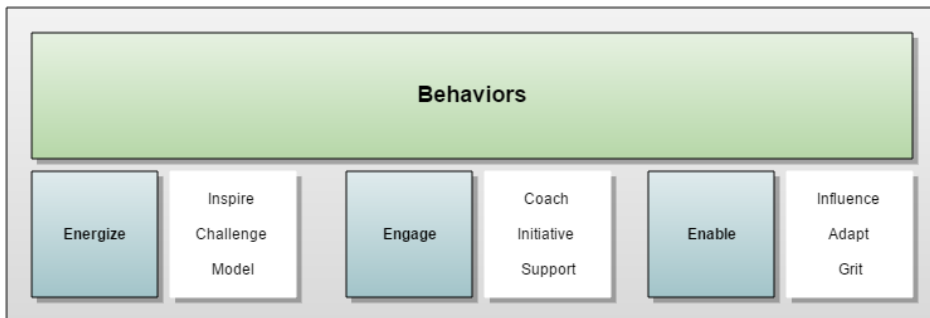 Behaviors
Energize
Inspire
Challenge
Model
Engage
Coach
Initiative
Support
Enable
Influence
Adapt
Grit